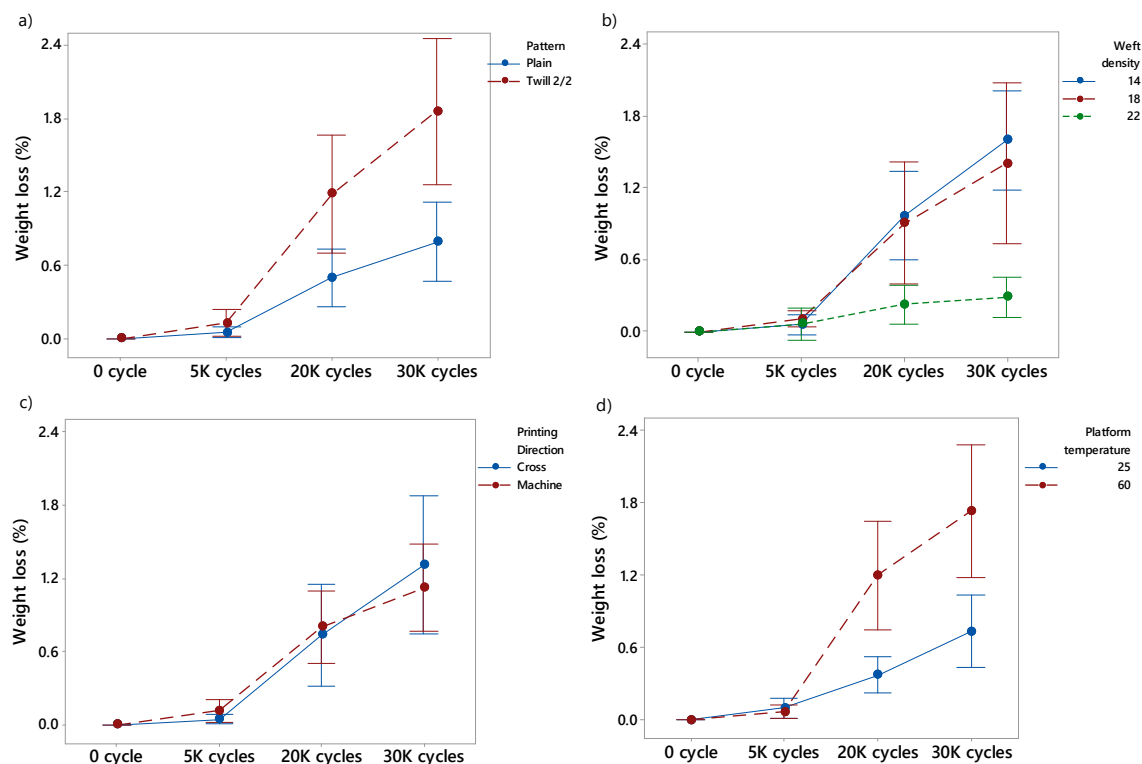 a)
Weight loss (%)
2.4
1.8
1.2
0.6
0.0
0 cycle 5K cycles 20K cycles 30K cycles
Pattern
Plain
Twill 2/2
b)
Weight loss (%)
2.4
1.8
1.2
0.6
0.0
0 cycle 5K cycles 20K cycles 30K cycles
Weft
density
14
18
22
c)
Weight loss (%)
2.4
1.8
1.2
0.6
0.0
0 cycle 5K cycles 20K cycles 30K cycles
Printing
Direction
Cross
Machine
d)
Weight loss (%)
2.4
1.8
1.2
0.6
0.0
0 cycle 5K cycles 20K cycles 30K cycles
Platform
temperature
25
60